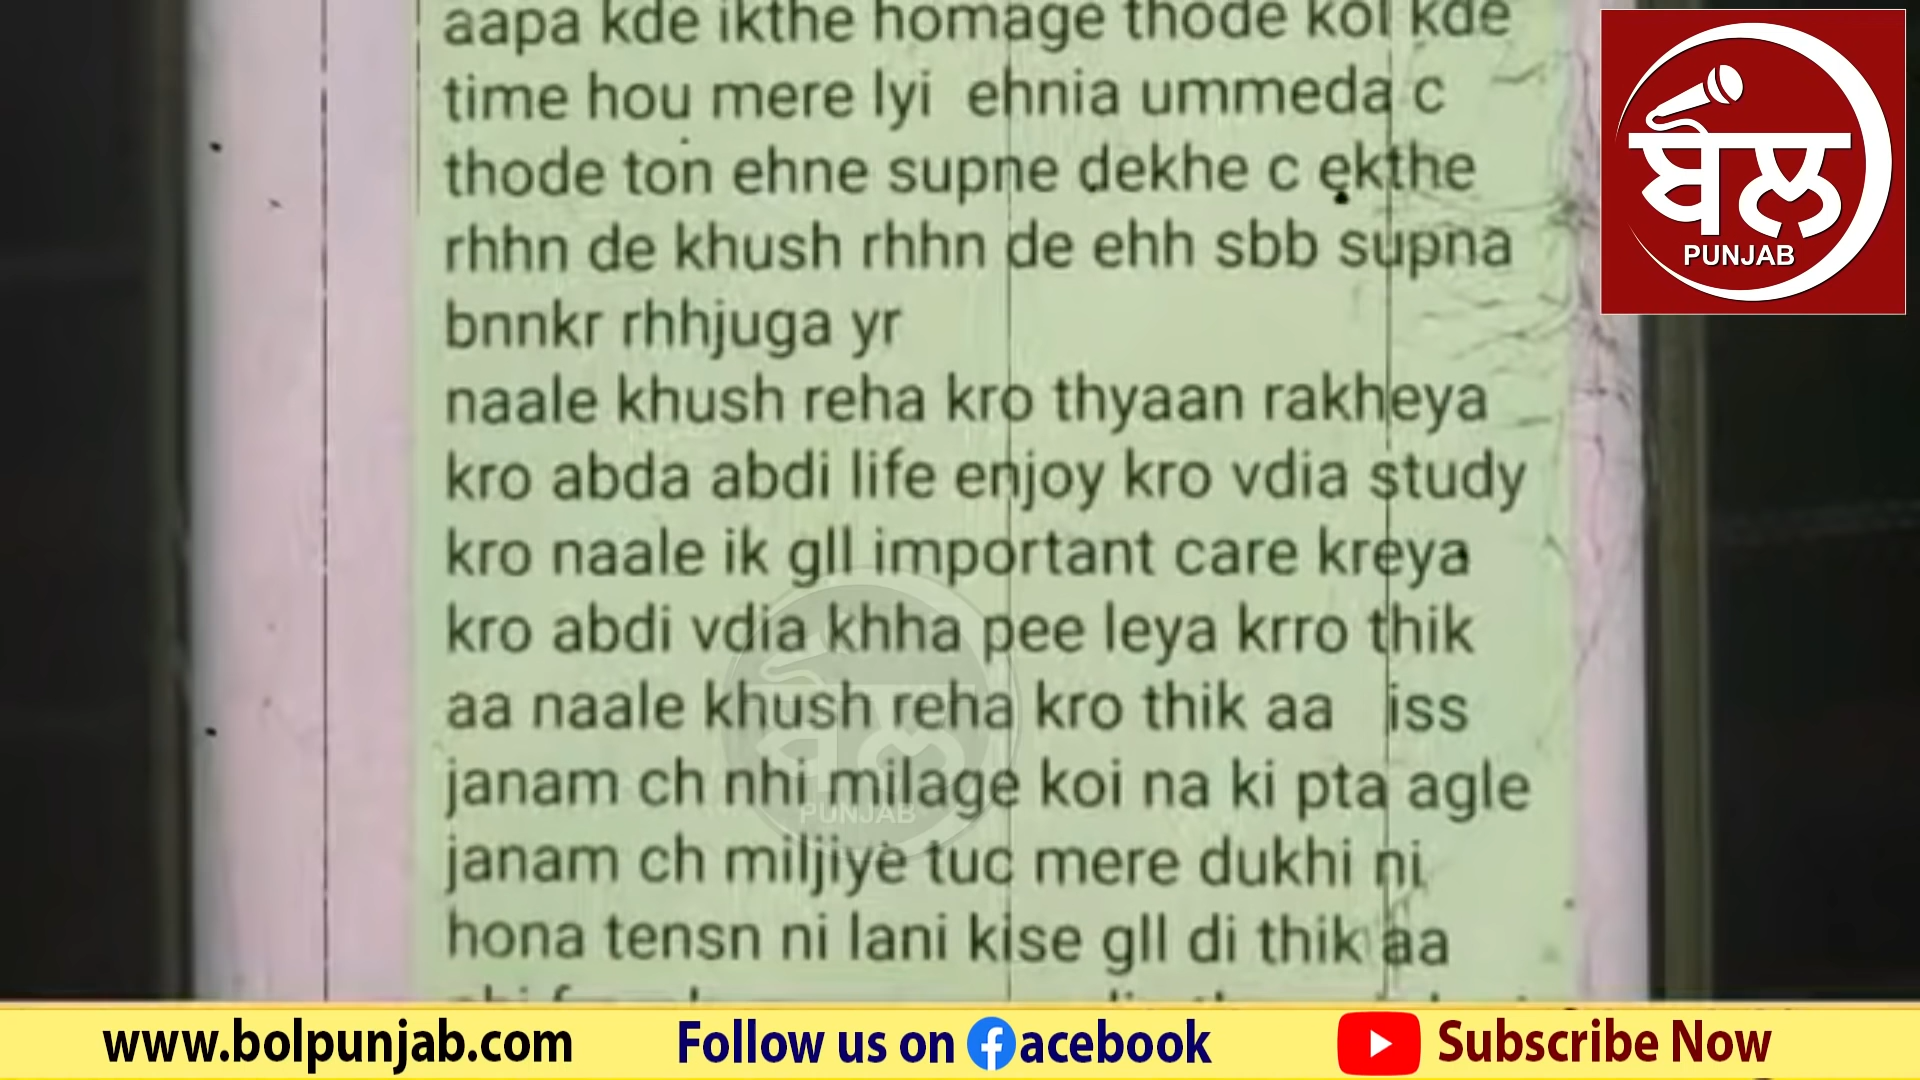 aapa kde ikthe homage thode kol kde
time hou mere lyi ehnia ummeda c
thode ton ehne supne dekhe c ekthe
rhhn de khush rhhn de ehh sbb supna
bnnkr rhhjuga yr
naale khush reha kro thyaan rakheya
kro abda abdi life enjoy kro vdia study
kro naale ik gll important care kreya
kro abdi vdia khha pee leya krro thik
aa naale khush reha kro thik aa iss
janam ch nhi milage koi na ki pta agle
janam ch miljiye tuc mere dukhi ni
hona tensn ni lani kise gll di thik aa
ਬੋਲ
PUNJAB
ਬੋਲ
PUNJAB
www.bolpunjab.com
Follow us on facebook
Subscribe Now